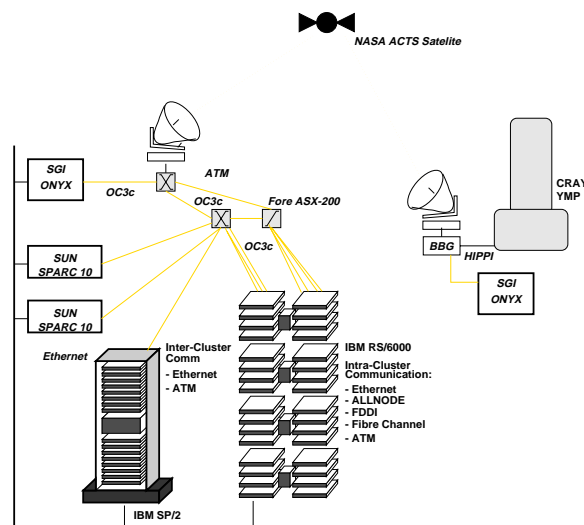 NASA ACTS Satelite
ATM
SGI
ONYX
OC3c
OC3c
Fore ASX-200
CRAY
YMP
BBG
HIPPI
OC3c
SUN
SPARC 10
SGI
ONYX
SUN
SPARC 10
Ethernet
Inter-Cluster
Comm
- Ethernet
- ATM
IBM RS/6000
Intra-Cluster
Communication:
- Ethernet
- ALLNODE
- FDDI
- Fibre Channel
- ATM
IBM SP/2